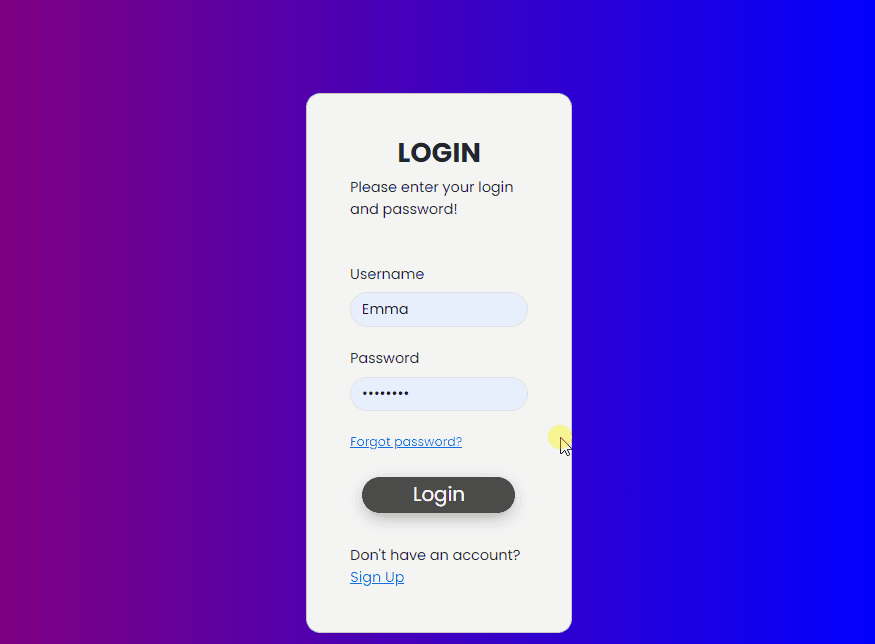 LOGIN
Please enter your login
and password!
Username
Emma
Password
••••••••
Forgot password?
Login
Don't have an account?
Sign Up